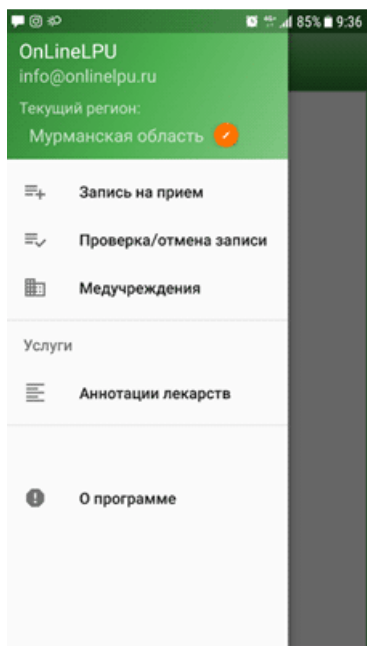 85% 9:36
OnLineLPU
info@onlinelpu.ru
Текущий регион:
Мурманская область
Запись на прием
Проверка/отмена записи
Медучреждения
Услуги
Аннотации лекарств
О программе